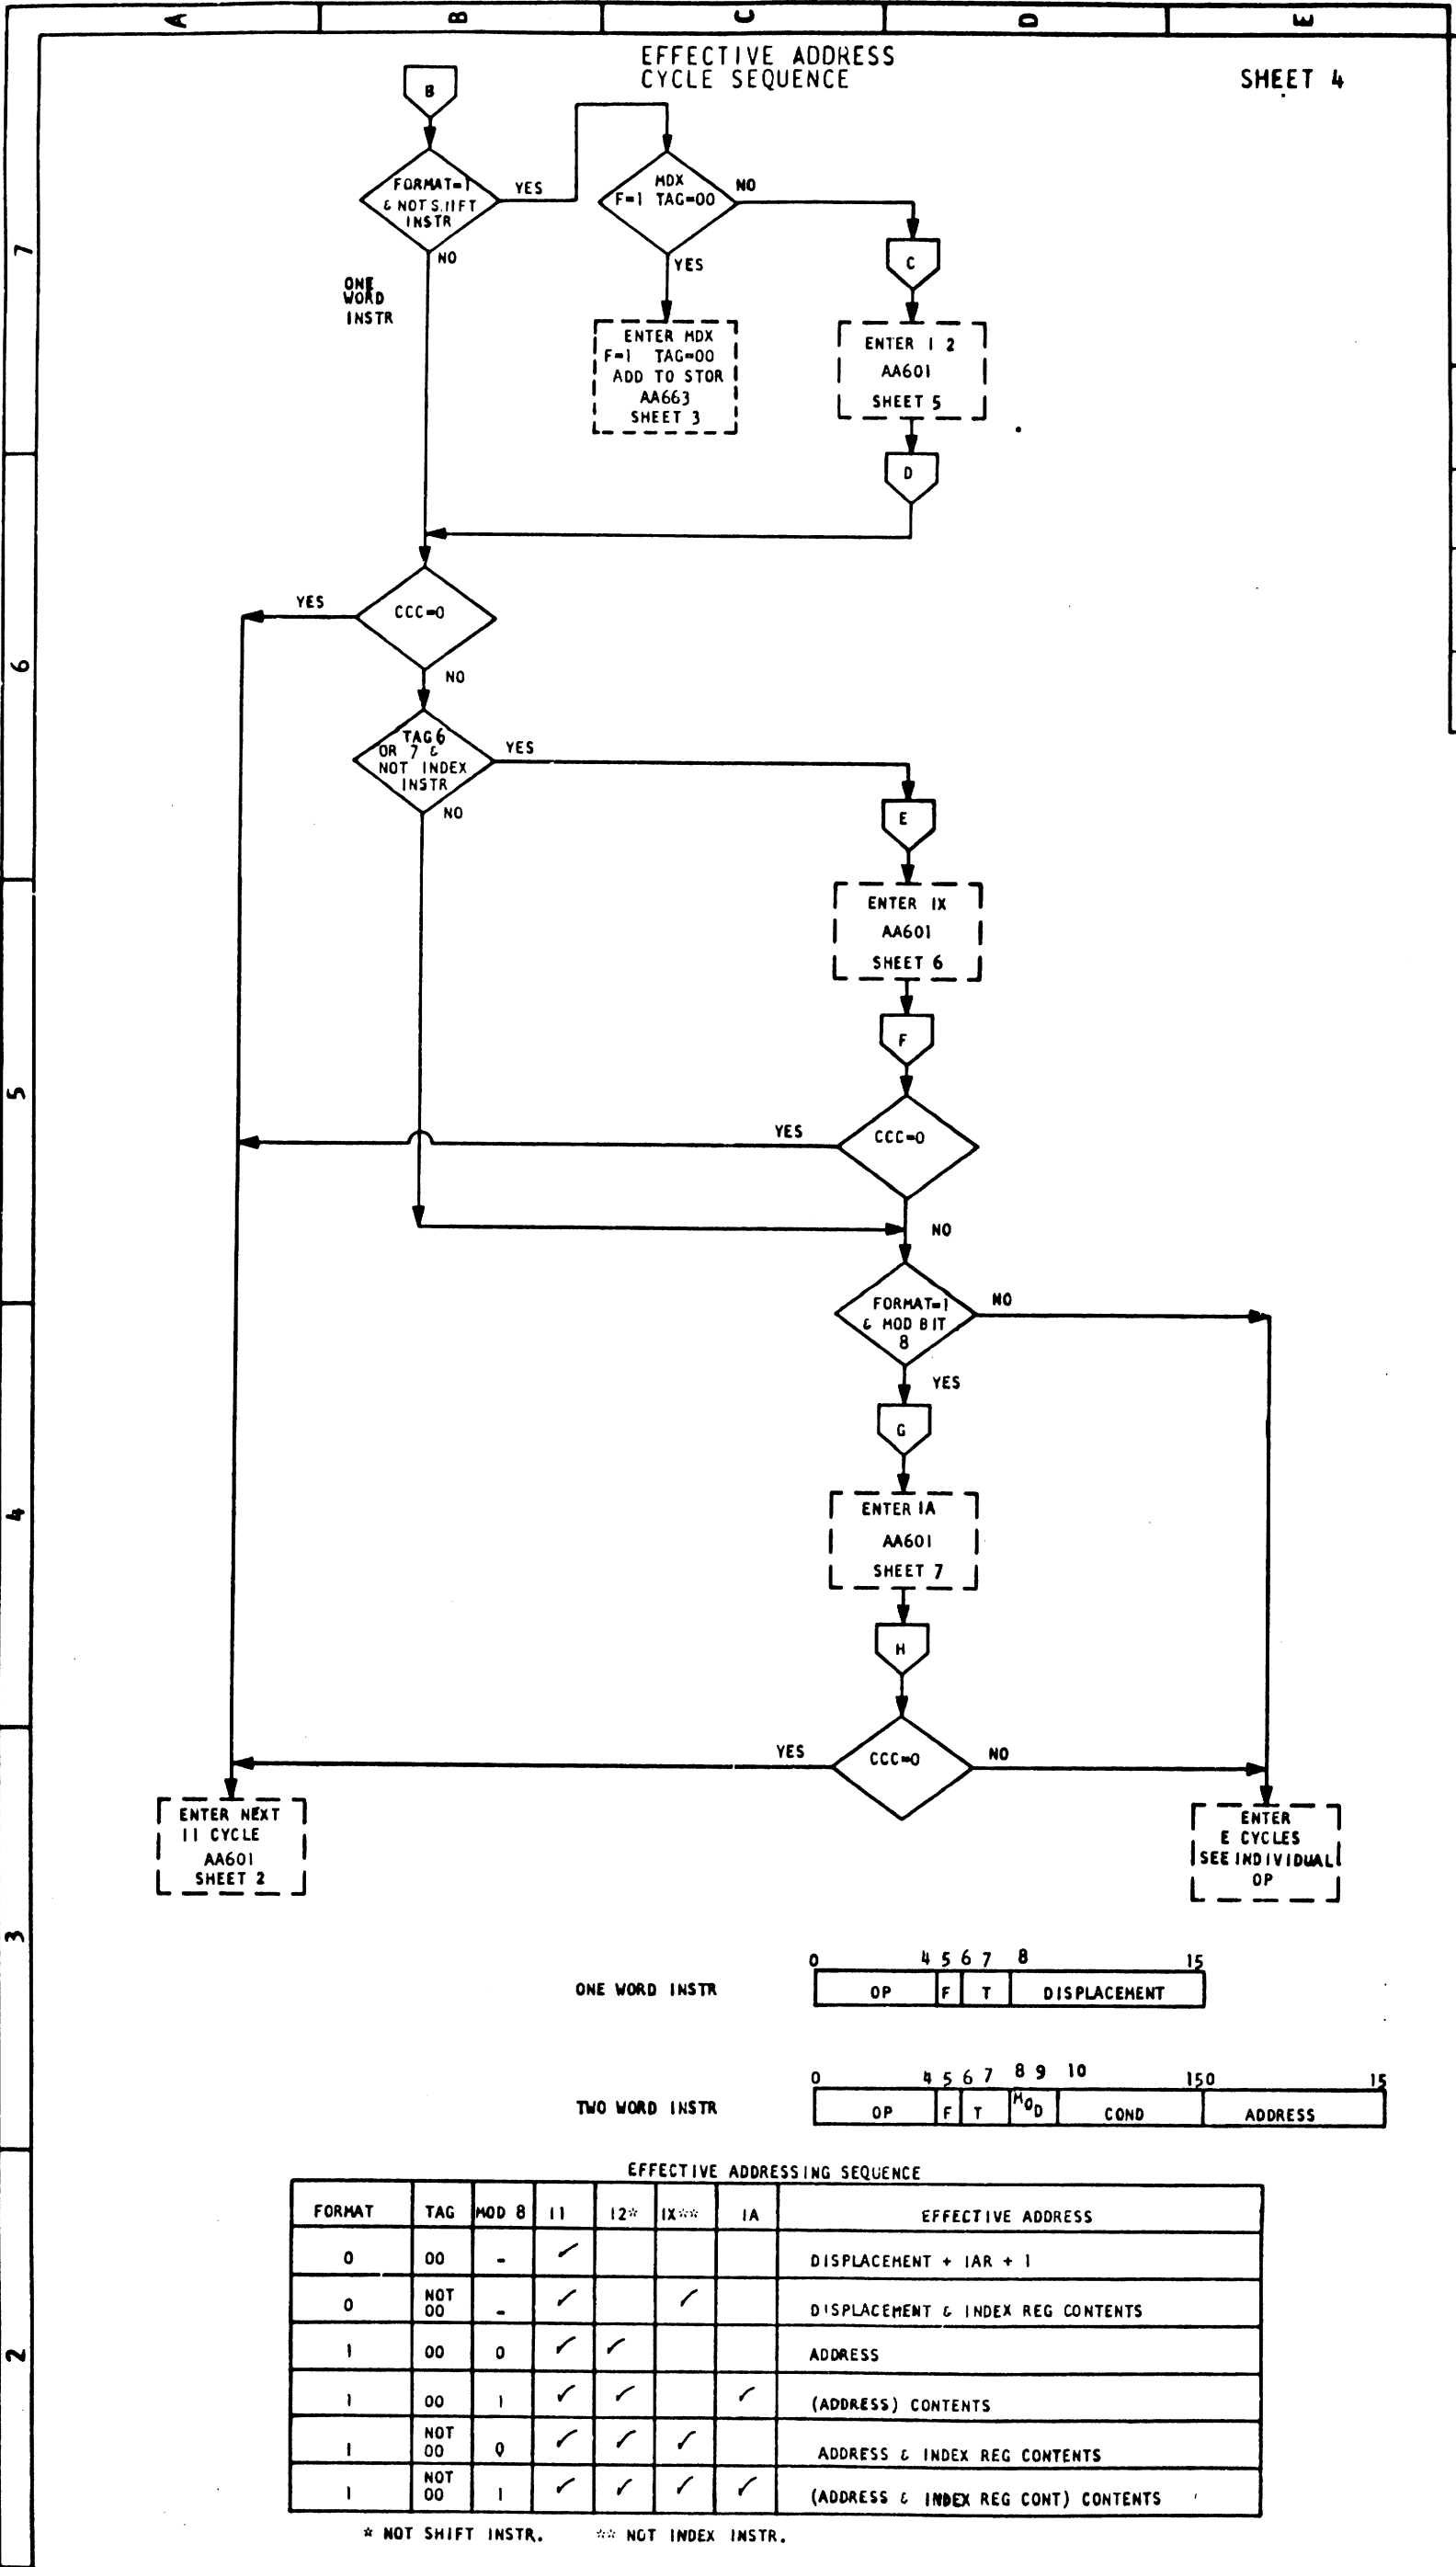 A B C D E
EFFECTIVE ADDRESS
CYCLE SEQUENCE
SHEET 4
B
FORMAT=1
& NOT SHIFT
INSTR
YES
NO
MDX
F=1 TAG=00
NO
YES
C
7
ONE
WORD
INSTR
ENTER MDX
F=1 TAG=00
ADD TO STOR
AA663
SHEET 3
ENTER I 2
AA601
SHEET 5
D
CCC=0
YES
NO
6
TAG 6
OR 7 &
NOT INDEX
INSTR
YES
NO
E
ENTER IX
AA601
SHEET 6
F
5
CCC=0
YES
NO
FORMAT=1
& MOD BIT
8
NO
YES
G
4
ENTER IA
AA601
SHEET 7
H
CCC=0
YES
NO
ENTER NEXT
I1 CYCLE
AA601
SHEET 2
ENTER
E CYCLES
SEE INDIVIDUAL
OP
3
0 4 5 6 7 8 15
ONE WORD INSTR OP F T DISPLACEMENT
0 4 5 6 7 8 9 10 15 0 15
TWO WORD INSTR OP F T MOD COND ADDRESS
EFFECTIVE ADDRESSING SEQUENCE
FORMAT TAG MOD 8 I1 I2* IX** IA EFFECTIVE ADDRESS
0 00 - ✓ DISPLACEMENT + IAR + 1
0 NOT 00 - ✓ ✓ DISPLACEMENT & INDEX REG CONTENTS
2
1 00 0 ✓ ✓ ADDRESS
1 00 1 ✓ ✓ ✓ (ADDRESS) CONTENTS
1 NOT 00 0 ✓ ✓ ✓ ADDRESS & INDEX REG CONTENTS
1 NOT 00 1 ✓ ✓ ✓ ✓ (ADDRESS & INDEX REG CONT) CONTENTS
* NOT SHIFT INSTR. ** NOT INDEX INSTR.